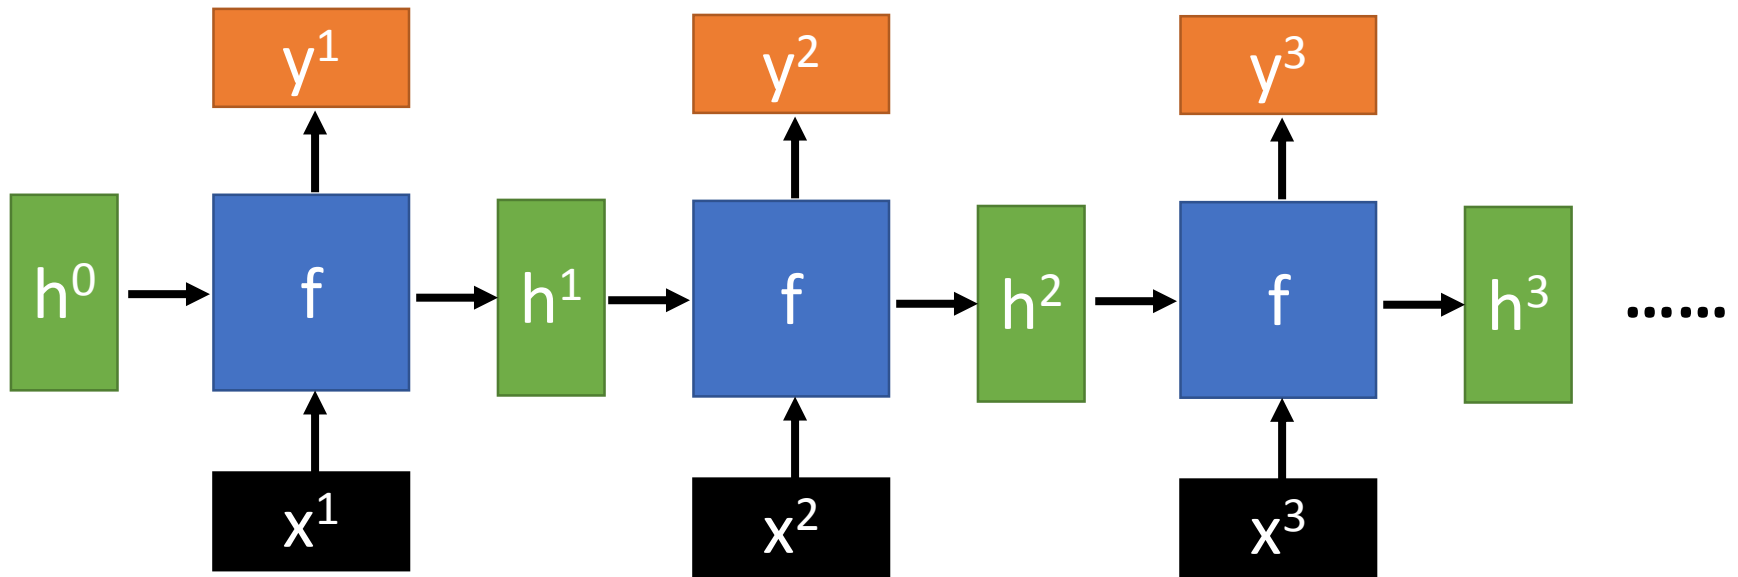 y¹ y² y³
h⁰ f h¹ f h² f h³ ......
x¹ x² x³